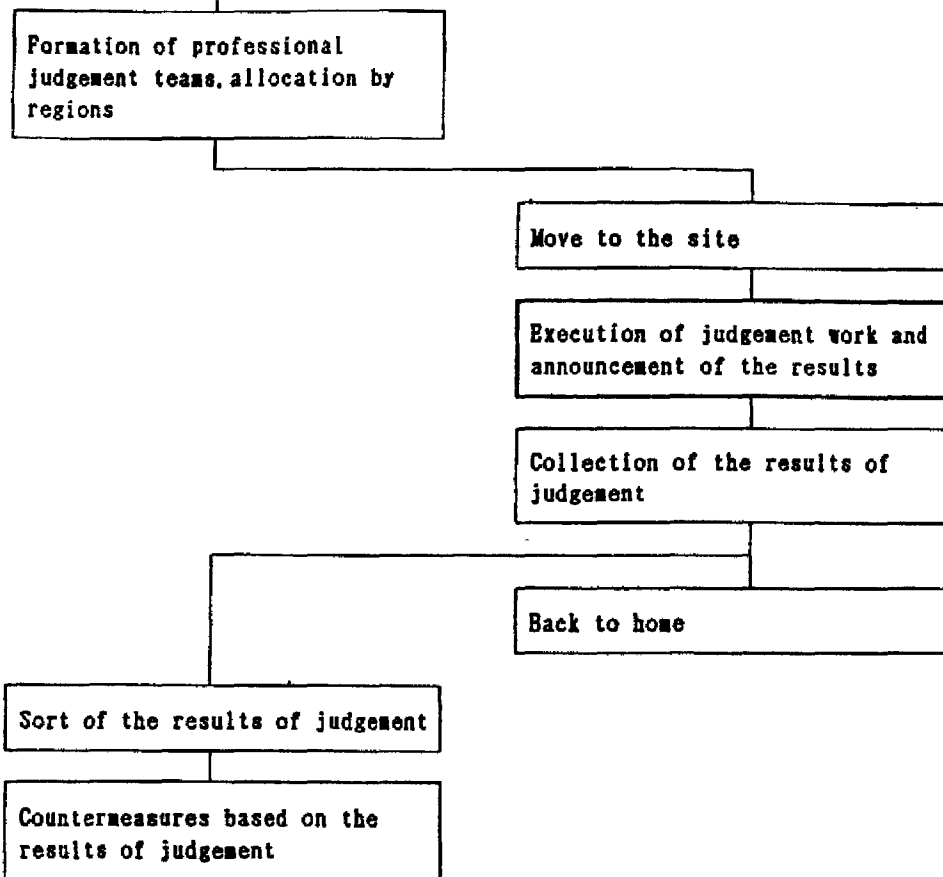 Formation of professional
judgement teams, allocation by
regions
Move to the site
Execution of judgement work and
announcement of the results
Collection of the results of
judgement
Back to home
Sort of the results of judgement
Countermeasures based on the
results of judgement